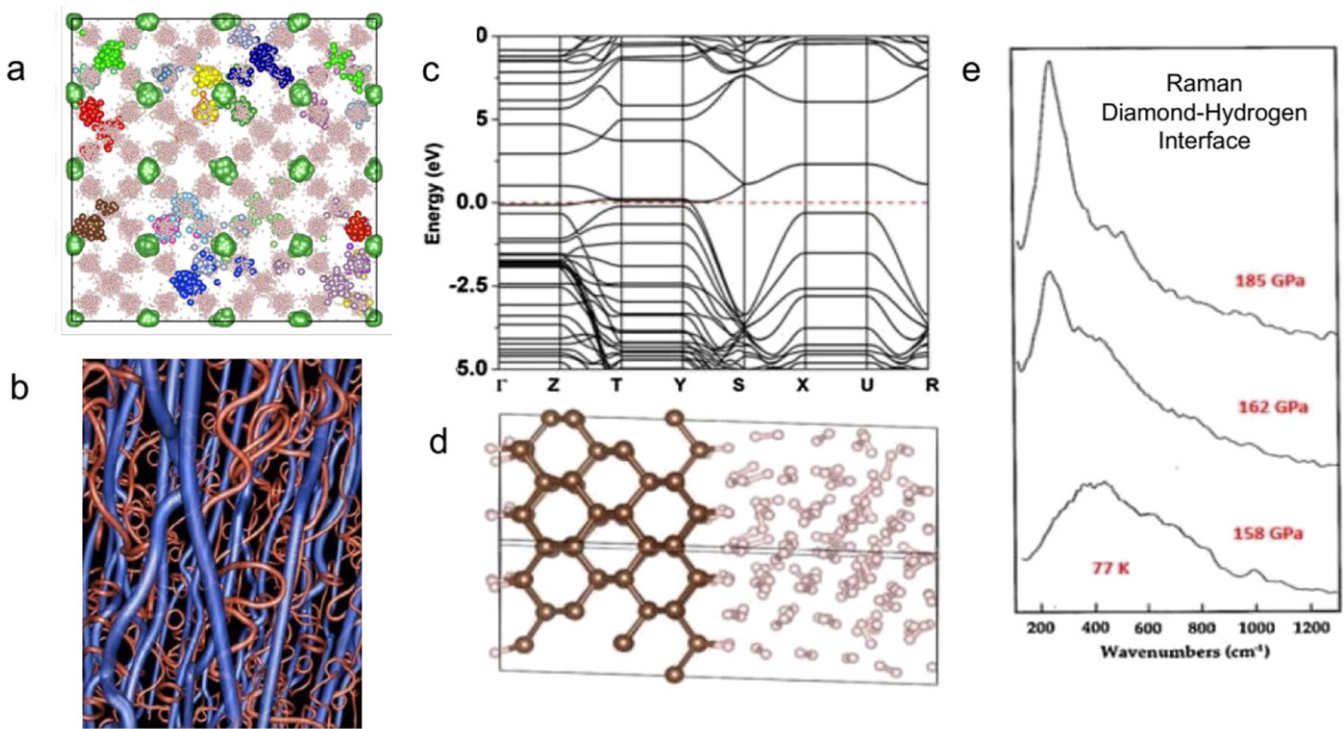 a
b
c
0
5
0.0
-2.5
5.0
Energy (eV)
Γ Z T Y S X U R
d
e
Raman
Diamond-Hydrogen
Interface
185 GPa
162 GPa
158 GPa
77 K
200 400 600 800 1000 1200
Wavenumbers (cm⁻¹)